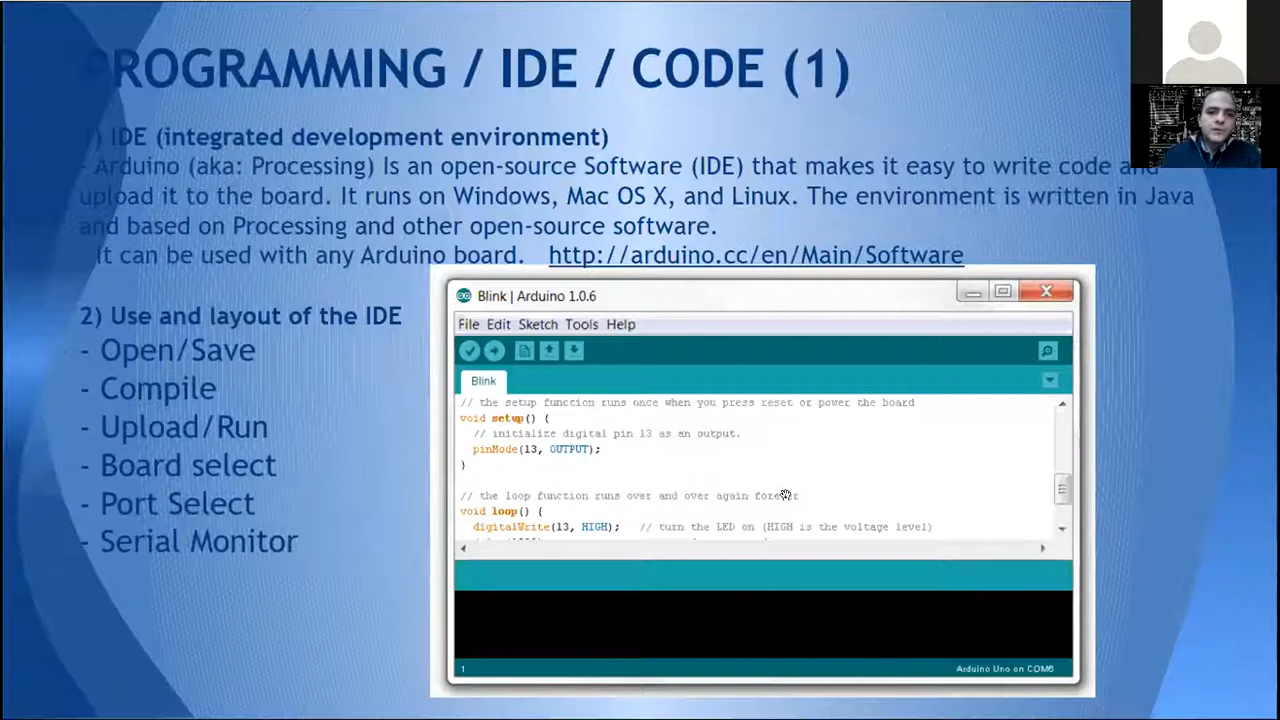 PROGRAMMING / IDE / CODE (1)
1) IDE (integrated development environment)
- Arduino (aka: Processing) Is an open-source Software (IDE) that makes it easy to write code and
upload it to the board. It runs on Windows, Mac OS X, and Linux. The environment is written in Java
and based on Processing and other open-source software.
It can be used with any Arduino board. http://arduino.cc/en/Main/Software
2) Use and layout of the IDE
- Open/Save
- Compile
- Upload/Run
- Board select
- Port Select
- Serial Monitor
Blink | Arduino 1.0.6
File Edit Sketch Tools Help
Blink
// the setup function runs once when you press reset or power the board
void setup() {
// initialize digital pin 13 as an output.
pinMode(13, OUTPUT);
}
// the loop function runs over and over again forever
void loop() {
digitalWrite(13, HIGH); // turn the LED on (HIGH is the voltage level)
1
Arduino Uno on COM6